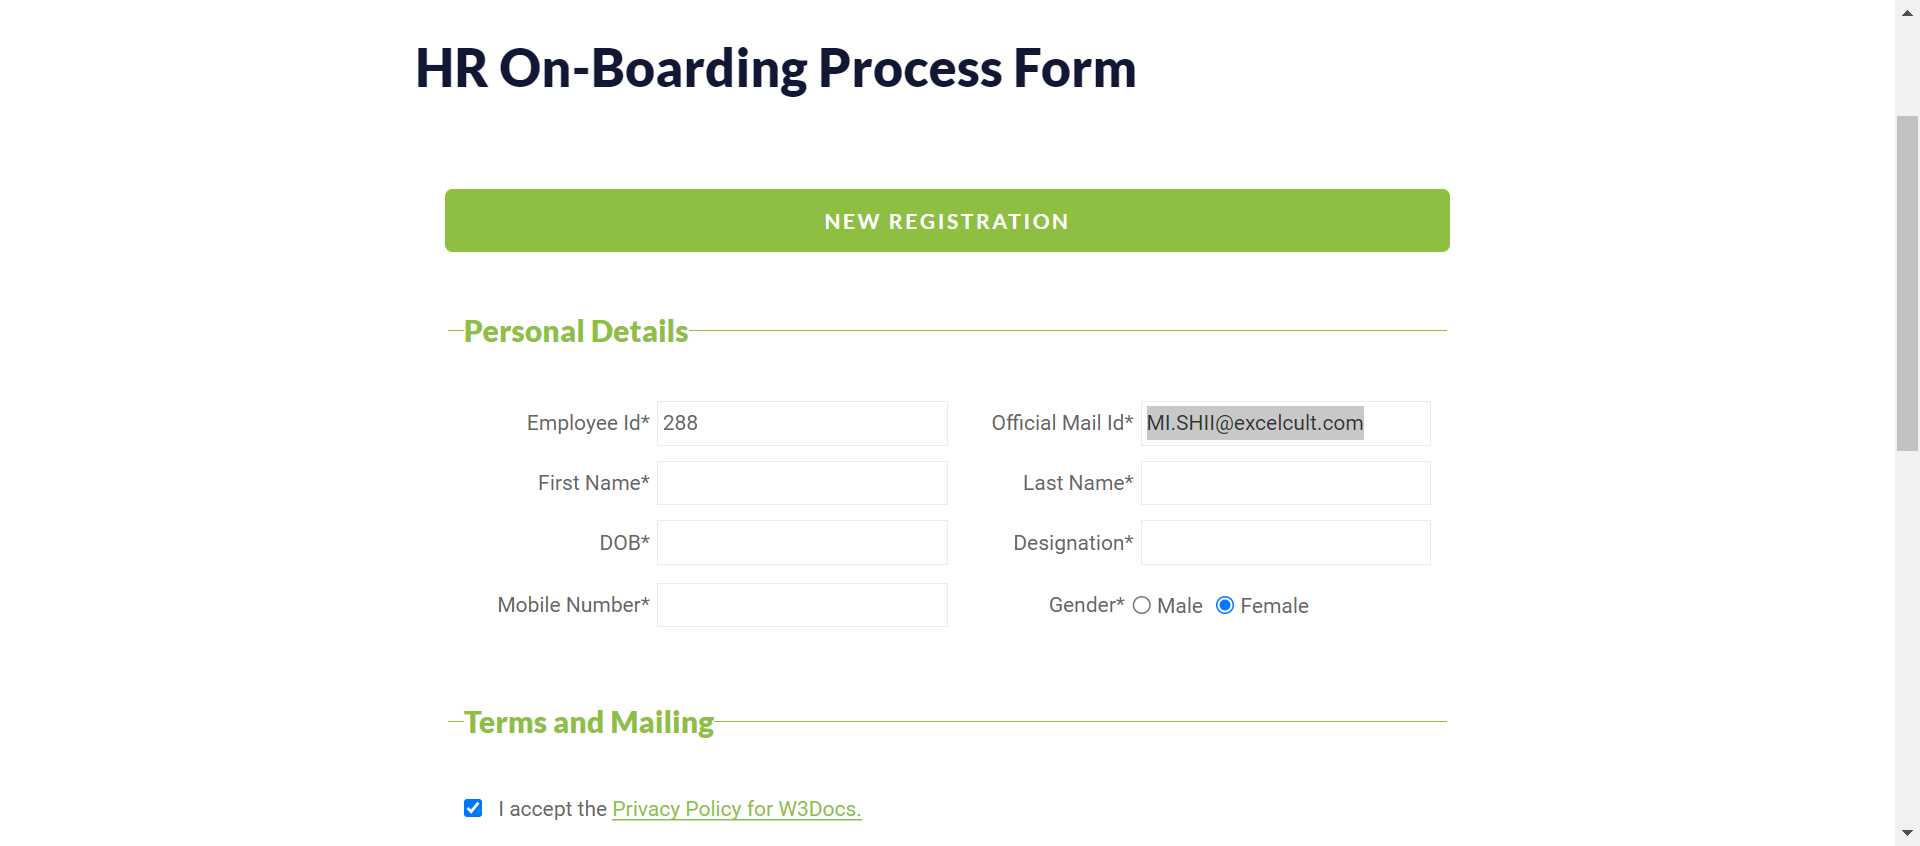 HR On-Boarding Process Form
NEW REGISTRATION
Personal Details
Employee Id* 288 Official Mail Id* MI.SHII@excelcult.com
First Name* Last Name*
DOB* Designation*
Mobile Number* Gender* Male Female
Terms and Mailing
I accept the Privacy Policy for W3Docs.